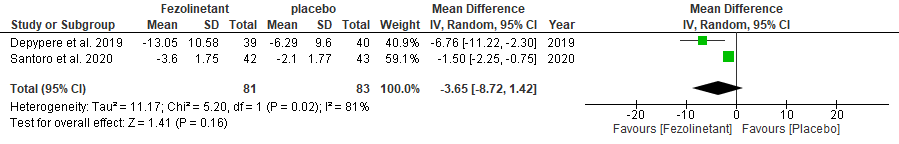 Fezolinetant placebo Mean Difference Mean Difference
Study or Subgroup Mean SD Total Mean SD Total Weight IV, Random, 95% CI Year IV, Random, 95% CI
Depypere et al. 2019 -13.05 10.58 39 -6.29 9.6 40 40.9% -6.76 [-11.22, -2.30] 2019
Santoro et al. 2020 -3.6 1.75 42 -2.1 1.77 43 59.1% -1.50 [-2.25, -0.75] 2020
Total (95% CI) 81 83 100.0% -3.65 [-8.72, 1.42]
Heterogeneity: Tau² = 11.17; Chi² = 5.20, df = 1 (P = 0.02); I² = 81%
Test for overall effect: Z = 1.41 (P = 0.16)
-20 -10 0 10 20
Favours [Fezolinetant] Favours [Placebo]